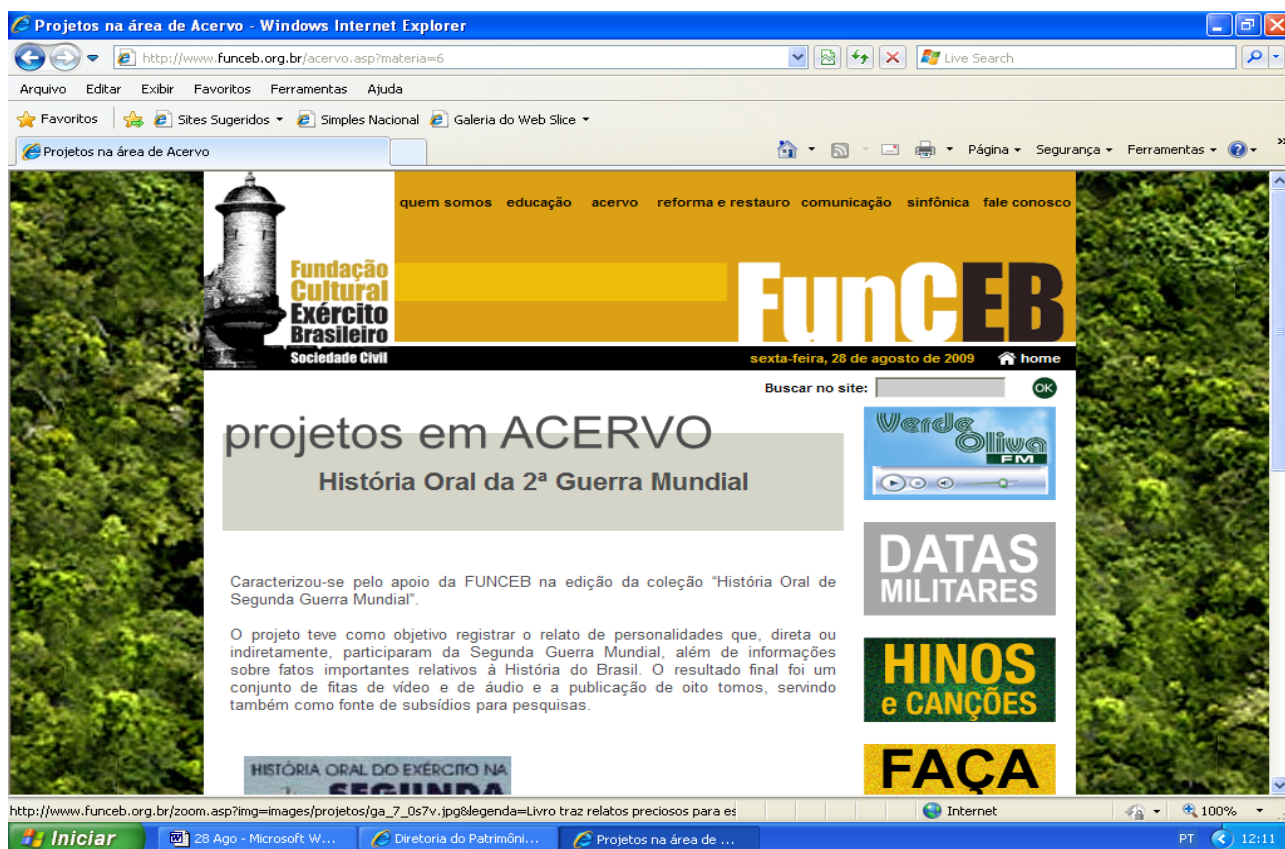 Projetos na área de Acervo - Windows Internet Explorer
http://www.funceb.org.br/acervo.asp?materia=6
Live Search
Arquivo Editar Exibir Favoritos Ferramentas Ajuda
Favoritos Sites Sugeridos Simples Nacional Galeria do Web Slice
Projetos na área de Acervo
Página Segurança Ferramentas
quem somos educação acervo reforma e restauro comunicação sinfônica fale conosco
Fundação
Cultural
Exército
Brasileiro
Sociedade Civil
FunCEB
sexta-feira, 28 de agosto de 2009 home
Buscar no site: OK
projetos em ACERVO
História Oral da 2ª Guerra Mundial
Verde
Oliva
FM
Caracterizou-se pelo apoio da FUNCEB na edição da coleção “História Oral de
Segunda Guerra Mundial”.
O projeto teve como objetivo registrar o relato de personalidades que, direta ou
indiretamente, participaram da Segunda Guerra Mundial, além de informações
sobre fatos importantes relativos à História do Brasil. O resultado final foi um
conjunto de fitas de vídeo e de áudio e a publicação de oito tomos, servindo
também como fonte de subsídios para pesquisas.
DATAS
MILITARES
HINOS
e CANÇÕES
FAÇA
HISTÓRIA ORAL DO EXÉRCITO NA
SEGUNDA
http://www.funceb.org.br/zoom.asp?img=images/projetos/ga_7_0s7v.jpg&legenda=Livro traz relatos preciosos para es
Internet 100%
Iniciar 28 Ago - Microsoft W... Diretoria do Patrimôni... Projetos na área de ... PT 12:11